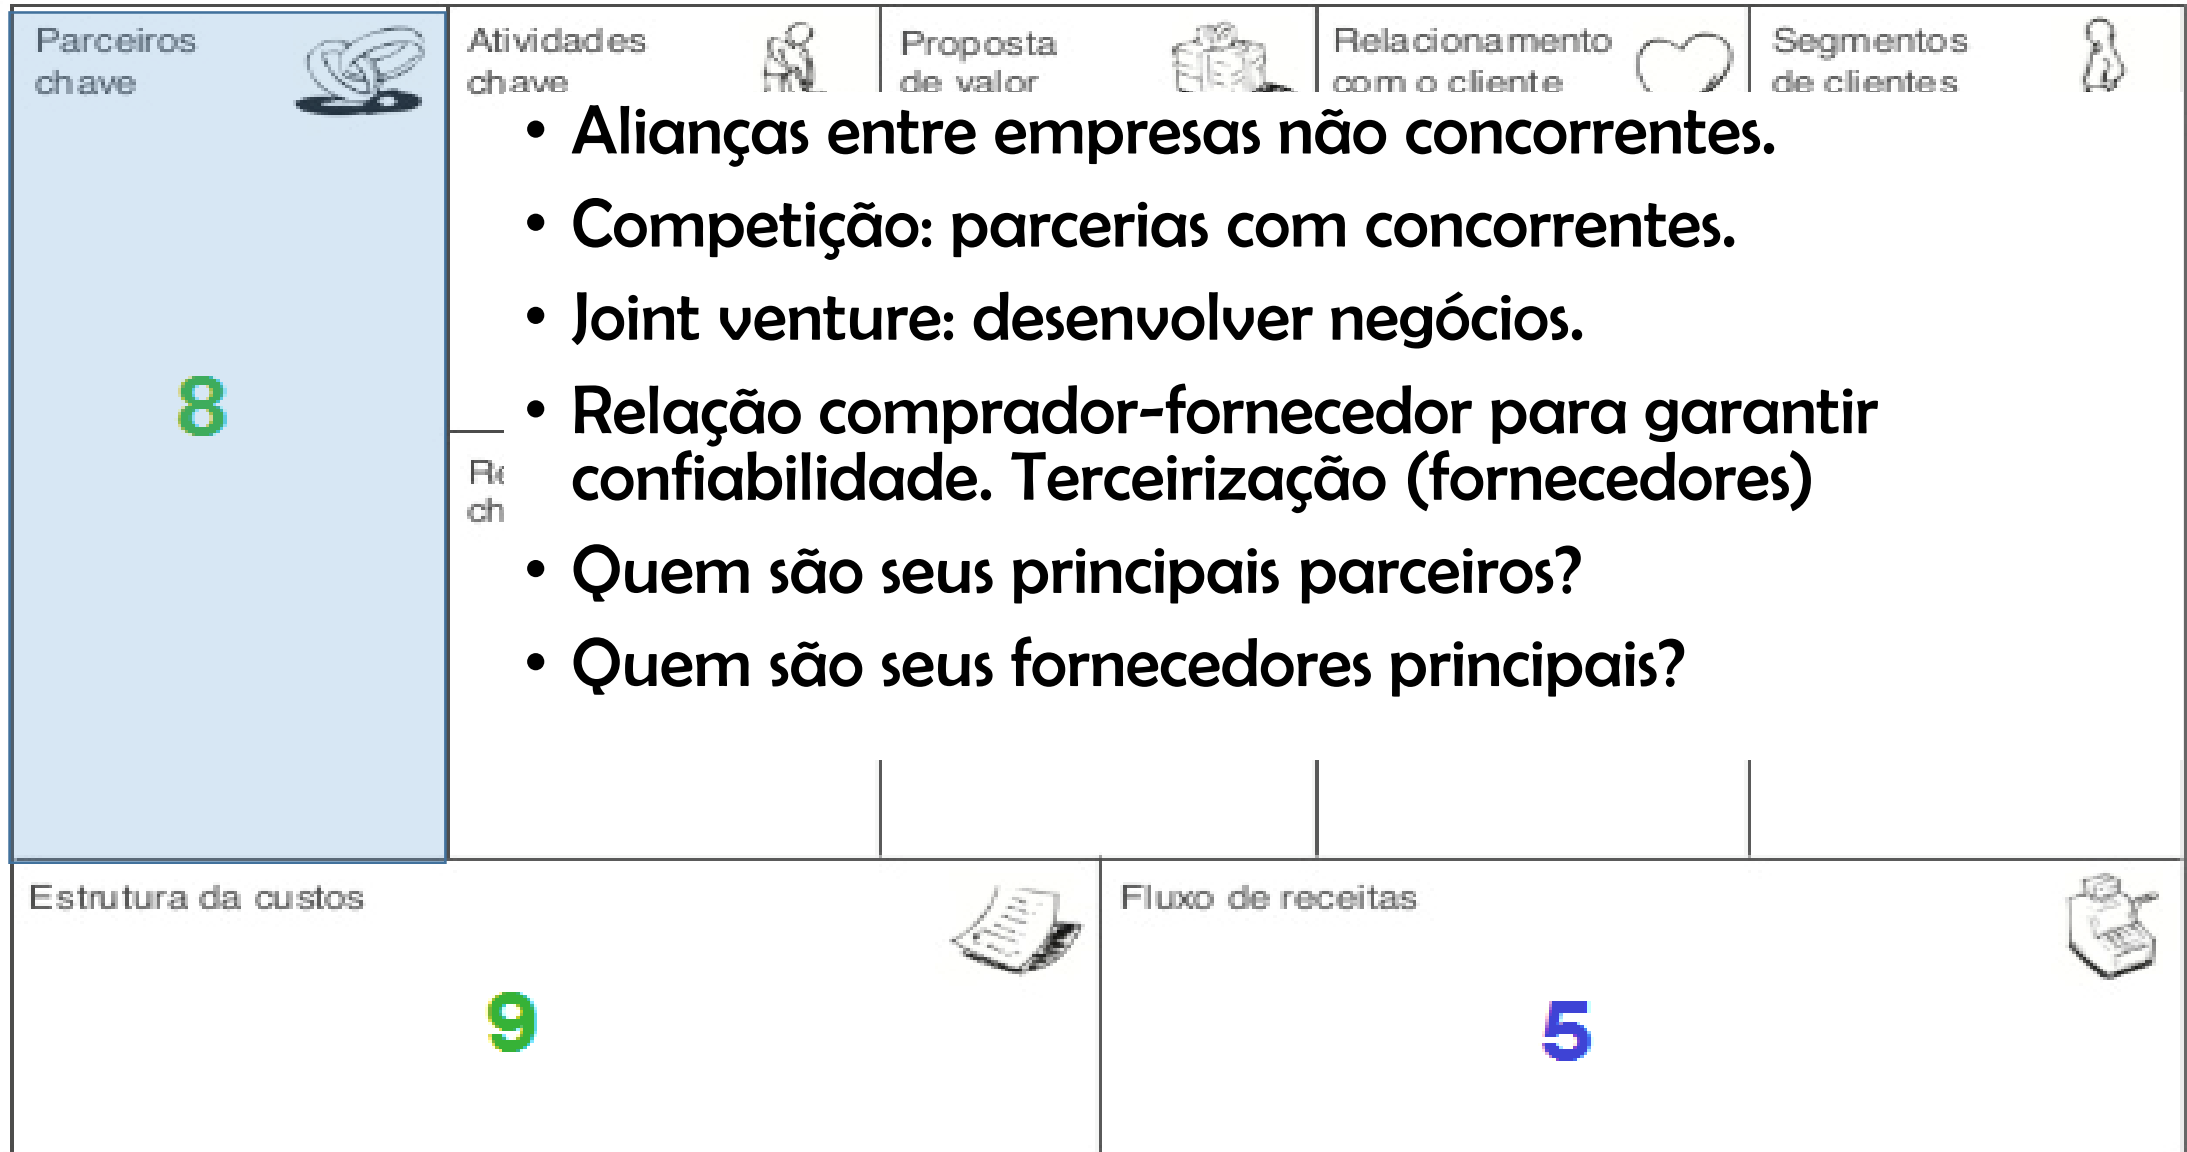 Parceiros
chave
Atividades
chave
Proposta
de valor
Relacionamento
com o cliente
Segmentos
de clientes
8
• Alianças entre empresas não concorrentes.
• Competição: parcerias com concorrentes.
• Joint venture: desenvolver negócios.
• Relação comprador-fornecedor para garantir
confiabilidade. Terceirização (fornecedores)
• Quem são seus principais parceiros?
• Quem são seus fornecedores principais?
Estrutura da custos
9
Fluxo de receitas
5